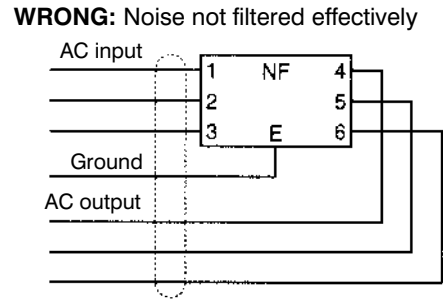 WRONG: Noise not filtered effectively
AC input
1 NF 4
2 5
3 E 6
Ground
AC output